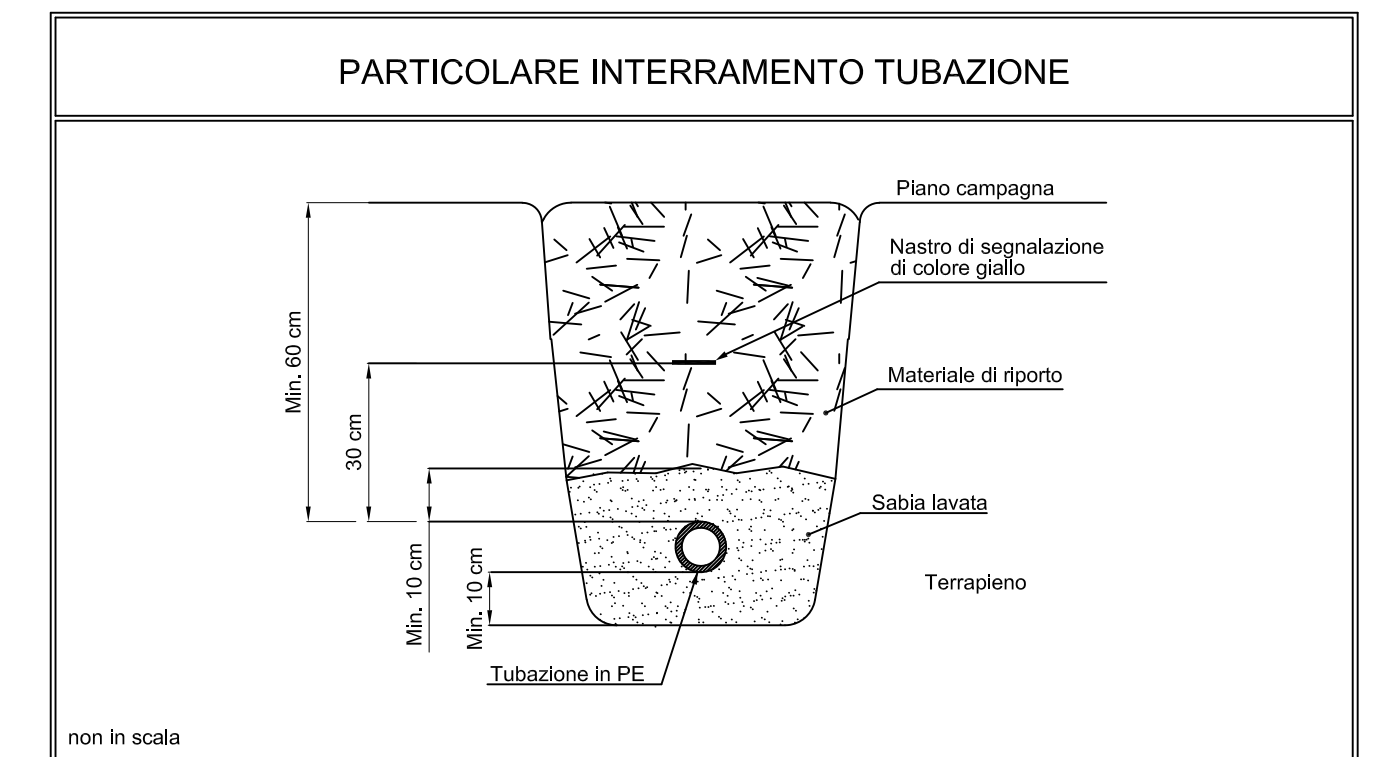 PARTICOLARE INTERRAMENTO TUBAZIONE
Piano campagna
Nastro di segnalazione
di colore giallo
Materiale di riporto
Sabia lavata
Terrapieno
Min. 60 cm
30 cm
Min. 10 cm
Min. 10 cm
Tubazione in PE
non in scala